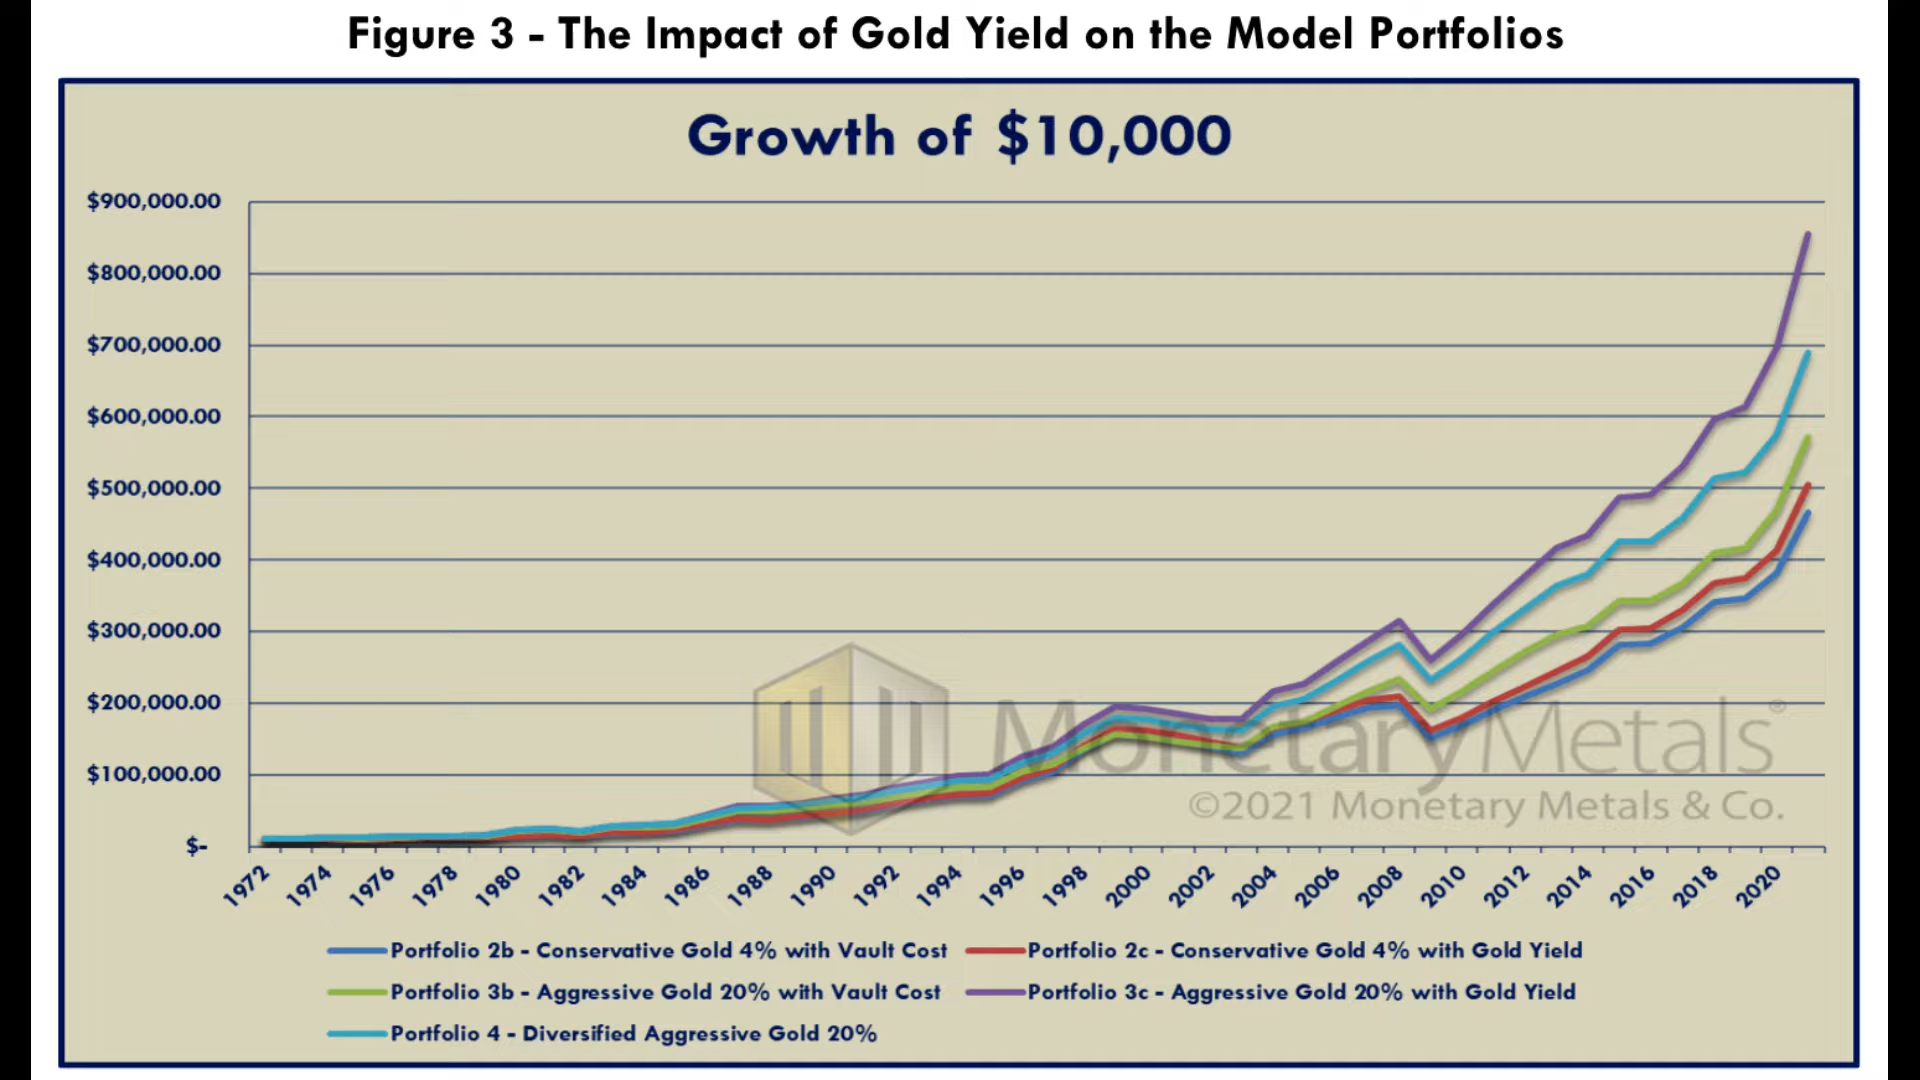 Figure 3 - The Impact of Gold Yield on the Model Portfolios
Growth of $10,000
$900,000.00
$800,000.00
$700,000.00
$600,000.00
$500,000.00
$400,000.00
$300,000.00
$200,000.00
$100,000.00
$-
MonetaryMetals®
©2021 Monetary Metals & Co.
1972 1974 1976 1978 1980 1982 1984 1986 1988 1990 1992 1994 1996 1998 2000 2002 2004 2006 2008 2010 2012 2014 2016 2018 2020
Portfolio 2b - Conservative Gold 4% with Vault Cost Portfolio 2c - Conservative Gold 4% with Gold Yield
Portfolio 3b - Aggressive Gold 20% with Vault Cost Portfolio 3c - Aggressive Gold 20% with Gold Yield
Portfolio 4 - Diversified Aggressive Gold 20%